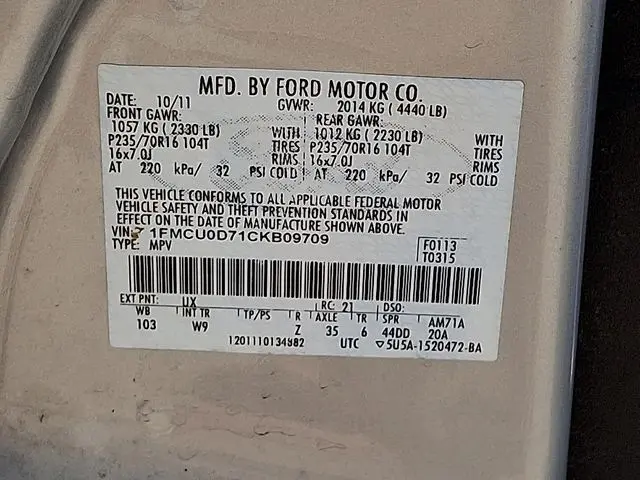 MFD. BY FORD MOTOR CO.
DATE: 10/11 GVWR: 2014 KG ( 4440 LB)
FRONT GAWR: REAR GAWR:
1057 KG ( 2330 LB) WITH 1012 KG ( 2230 LB) WITH
P235/70R16 104T TIRES P235/70R16 104T TIRES
16x7.0J RIMS 16x7.0J RIMS
AT 220 kPa/ 32 PSI COLD AT 220 kPa/ 32 PSI COLD
THIS VEHICLE CONFORMS TO ALL APPLICABLE FEDERAL MOTOR
VEHICLE SAFETY AND THEFT PREVENTION STANDARDS IN
EFFECT ON THE DATE OF MANUFACTURE SHOWN ABOVE.
VIN: 1FMCU0D71CKB09709 F0113
TYPE: MPV T0315
EXT PNT: UX RC: 21 DSO:
WB INT TR TP/PS R AXLE TR SPR AM71A
103 W9 Z 35 6 44DD 20A
UTC ▽5U5A-1520472-BA